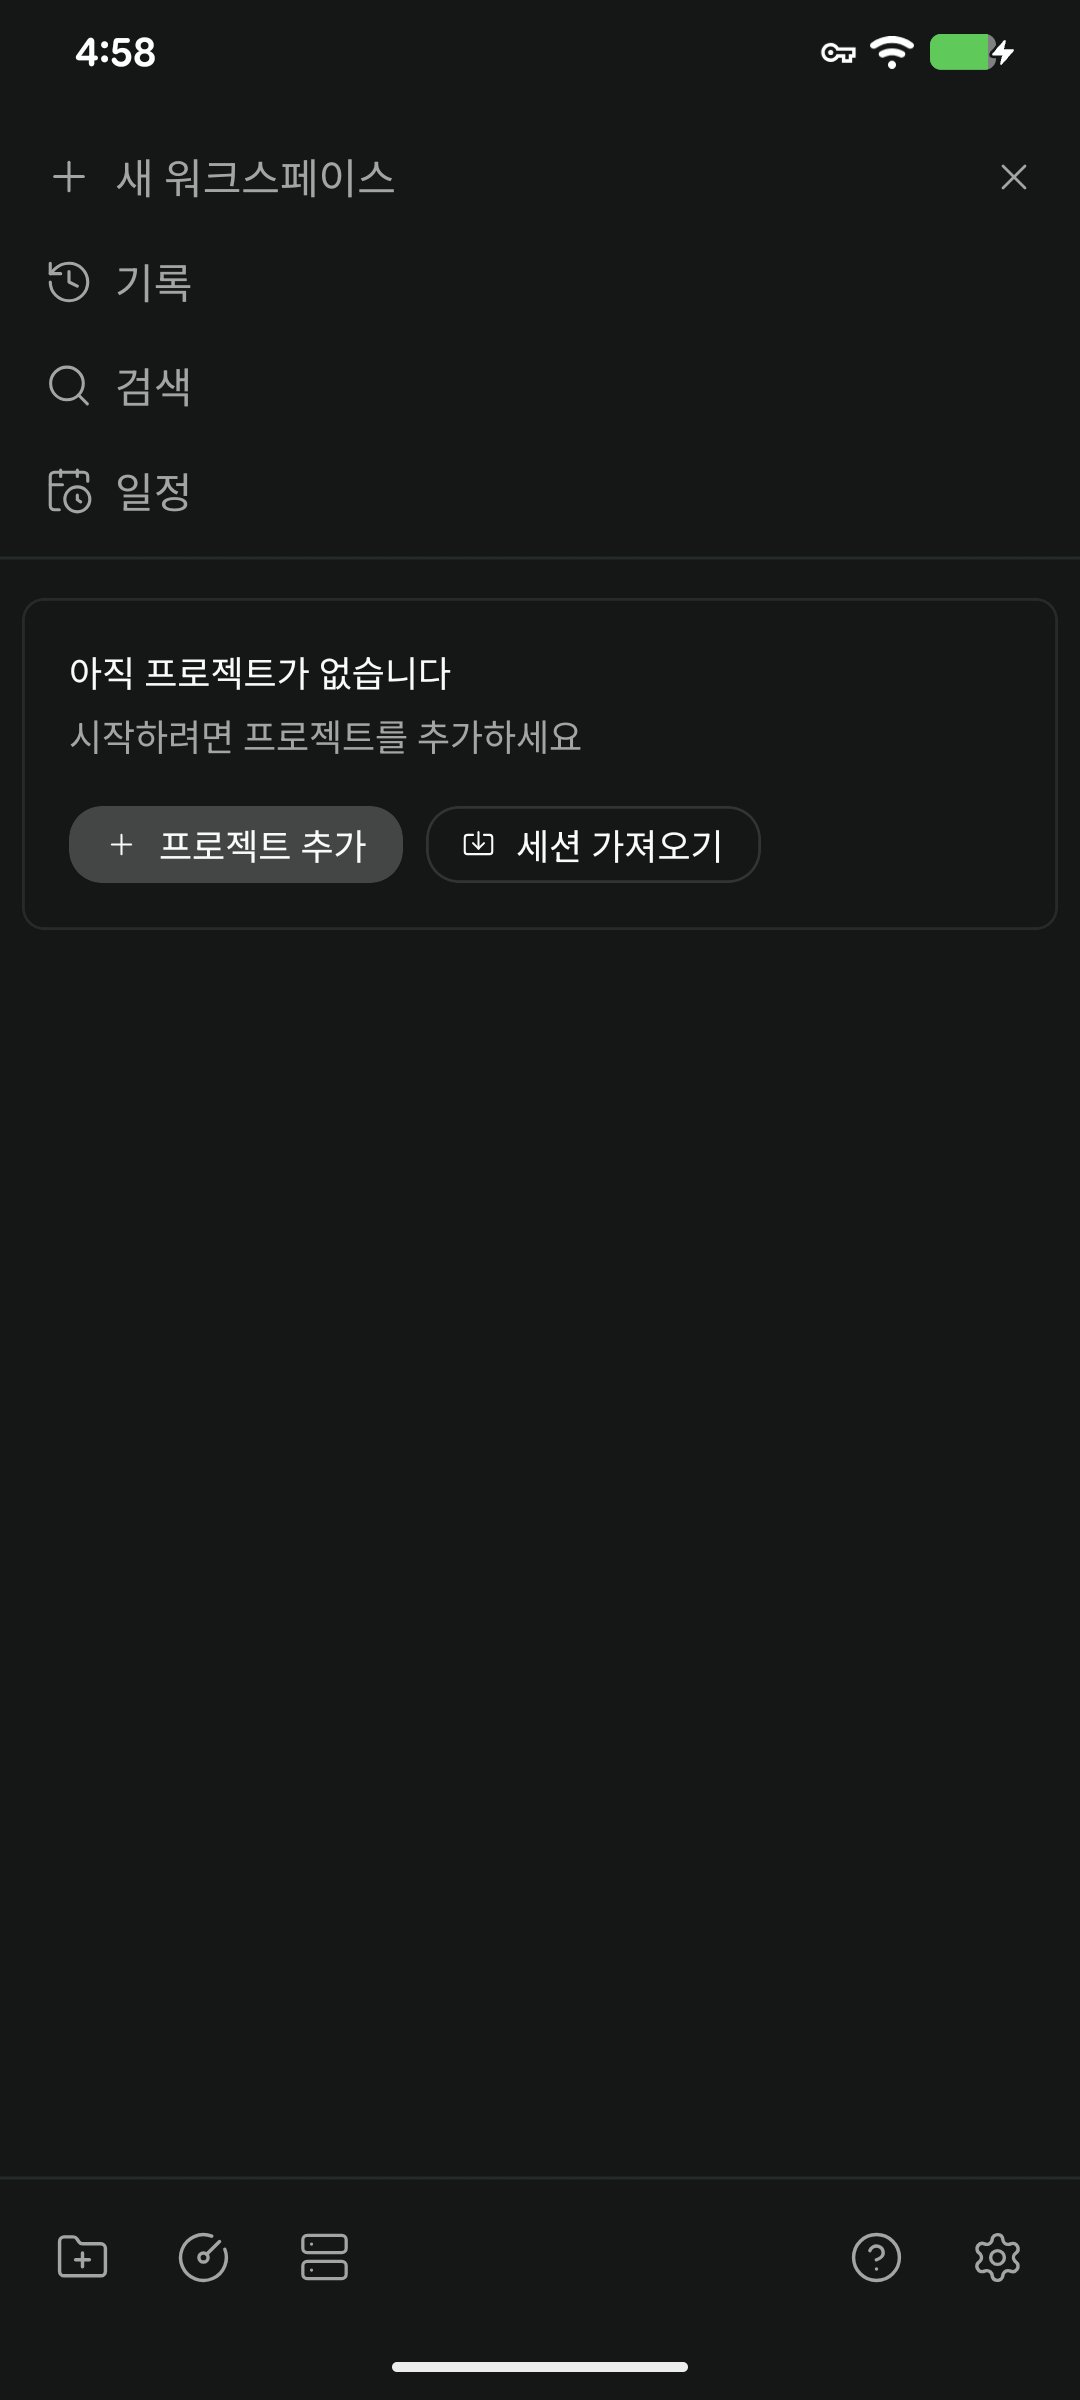 4:58
새 워크스페이스
기록
검색
일정
아직 프로젝트가 없습니다
시작하려면 프로젝트를 추가하세요
프로젝트 추가
세션 가져오기